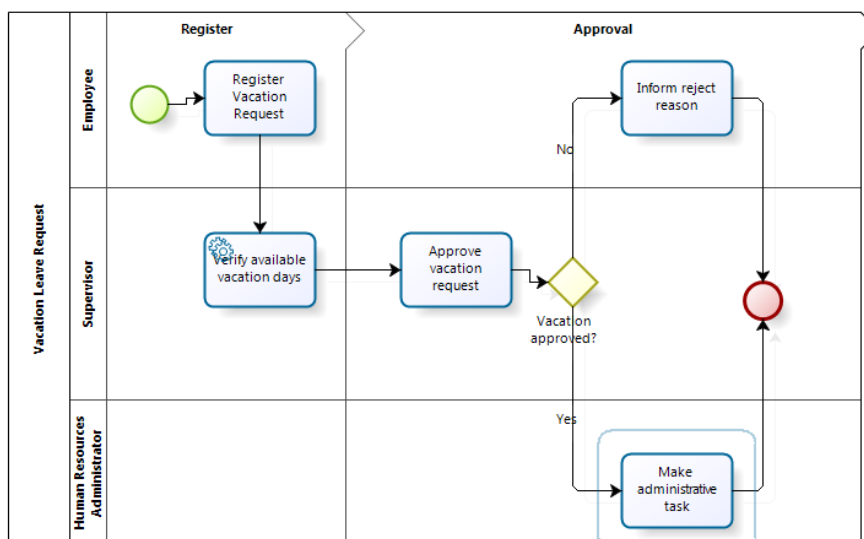 Register
Approval
Vacation Leave Request
Employee
Register
Vacation
Request
Inform reject
reason
No
Supervisor
Verify available
vacation days
Approve
vacation
request
Vacation
approved?
Human Resources
Administrator
Yes
Make
administrative
task